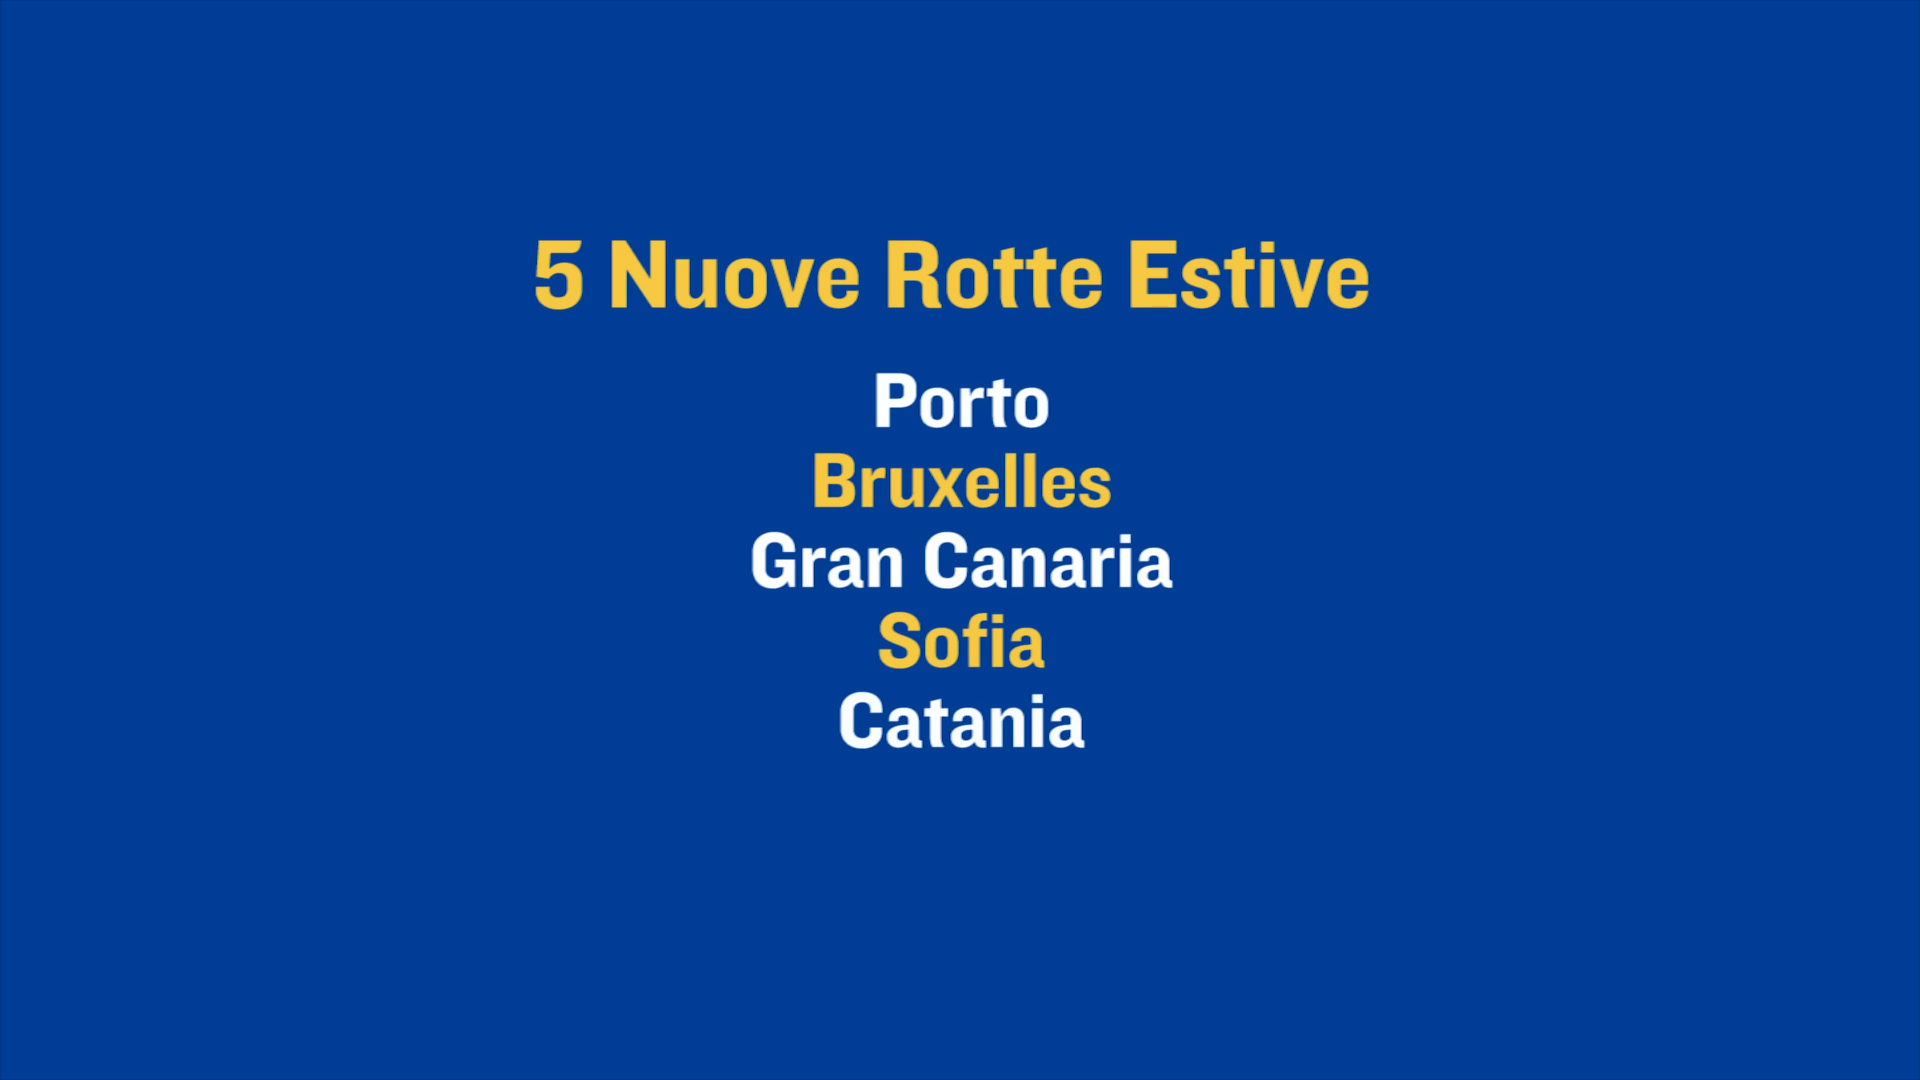 5 Nuove Rotte Estive
Porto
Bruxelles
Gran Canaria
Sofia
Catania